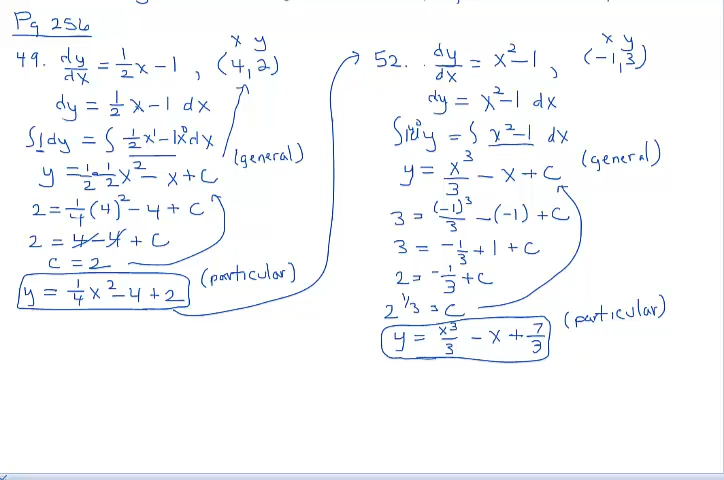 Pg 256
x y
49. dy/dx = 1/2 x - 1 , (4, 2)
dy = 1/2 x - 1 dx
∫1dy = ∫ 1/2 x¹ - 1x⁰ dx
(general)
y = 1/2 · 1/2 x² - x + C
2 = 1/4 (4)² - 4 + C
2 = 4 - 4 + C
c = 2
(particular)
y = 1/4 x² - 4 + 2
x y
52. dy/dx = x² - 1 , (-1, 3)
dy = x² - 1 dx
y = ∫ x² - 1 dx
(general)
y = x³/3 - x + C
3 = (-1)³/3 - (-1) + C
3 = -1/3 + 1 + C
2 = -1/3 + C
2 1/3 = C
(particular)
y = x³/3 - x + 7/3